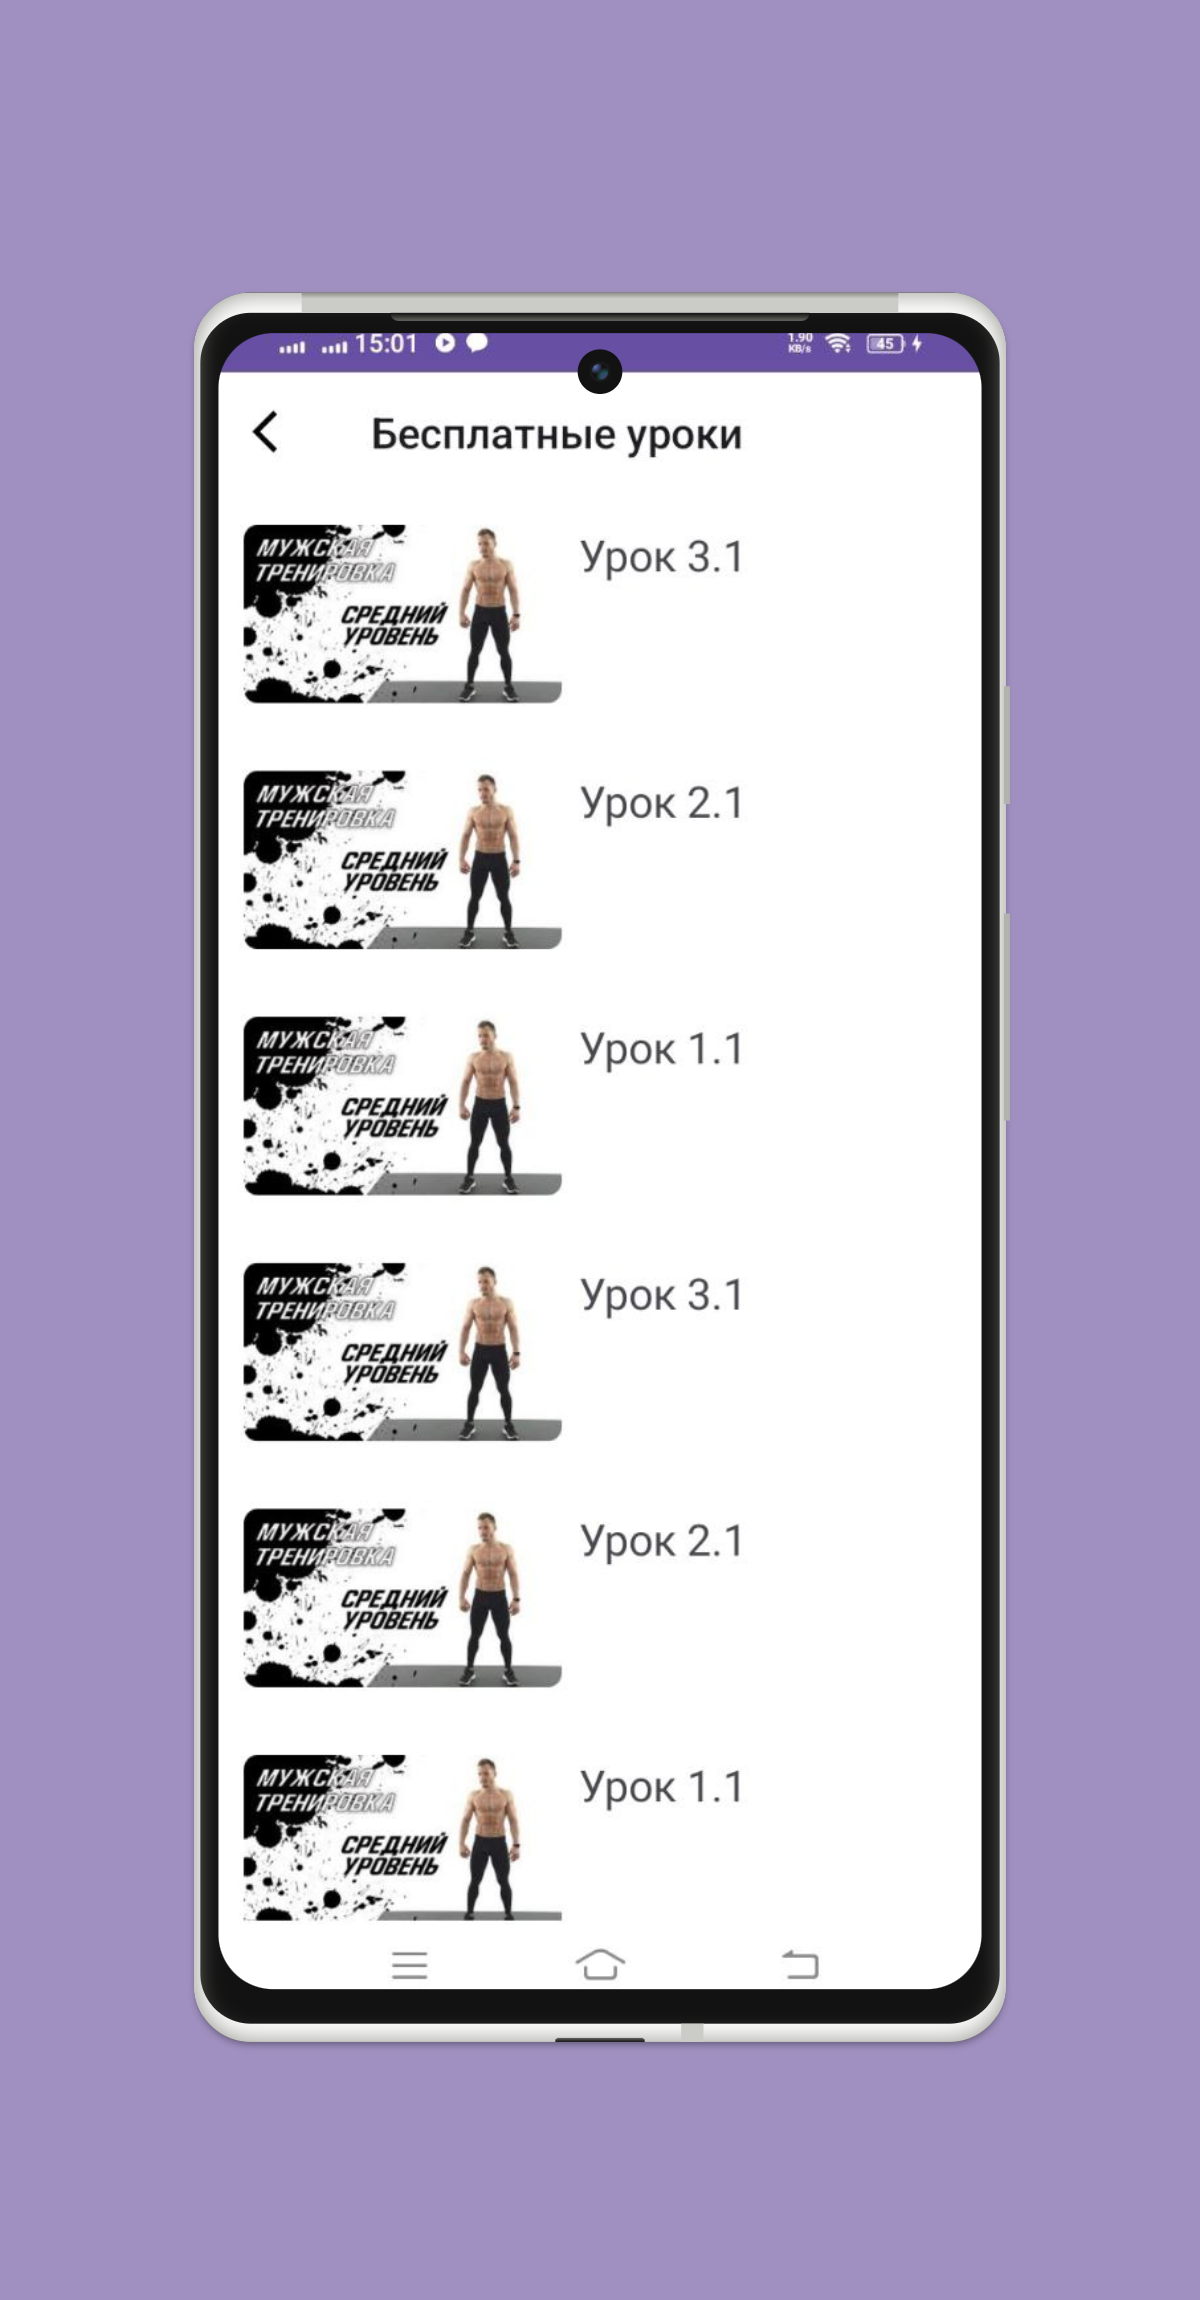 15:01
1.90
KB/s
45
Бесплатные уроки
МУЖСКАЯ
ТРЕНИРОВКА
СРЕДНИЙ
УРОВЕНЬ
Урок 3.1
МУЖСКАЯ
ТРЕНИРОВКА
СРЕДНИЙ
УРОВЕНЬ
Урок 2.1
МУЖСКАЯ
ТРЕНИРОВКА
СРЕДНИЙ
УРОВЕНЬ
Урок 1.1
МУЖСКАЯ
ТРЕНИРОВКА
СРЕДНИЙ
УРОВЕНЬ
Урок 3.1
МУЖСКАЯ
ТРЕНИРОВКА
СРЕДНИЙ
УРОВЕНЬ
Урок 2.1
МУЖСКАЯ
ТРЕНИРОВКА
СРЕДНИЙ
УРОВЕНЬ
Урок 1.1